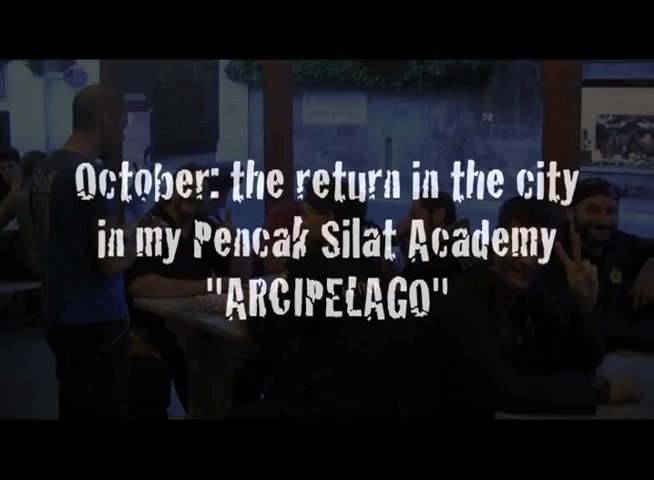 October: the return in the city
in my Pencak Silat Academy
"ARCIPELAGO"